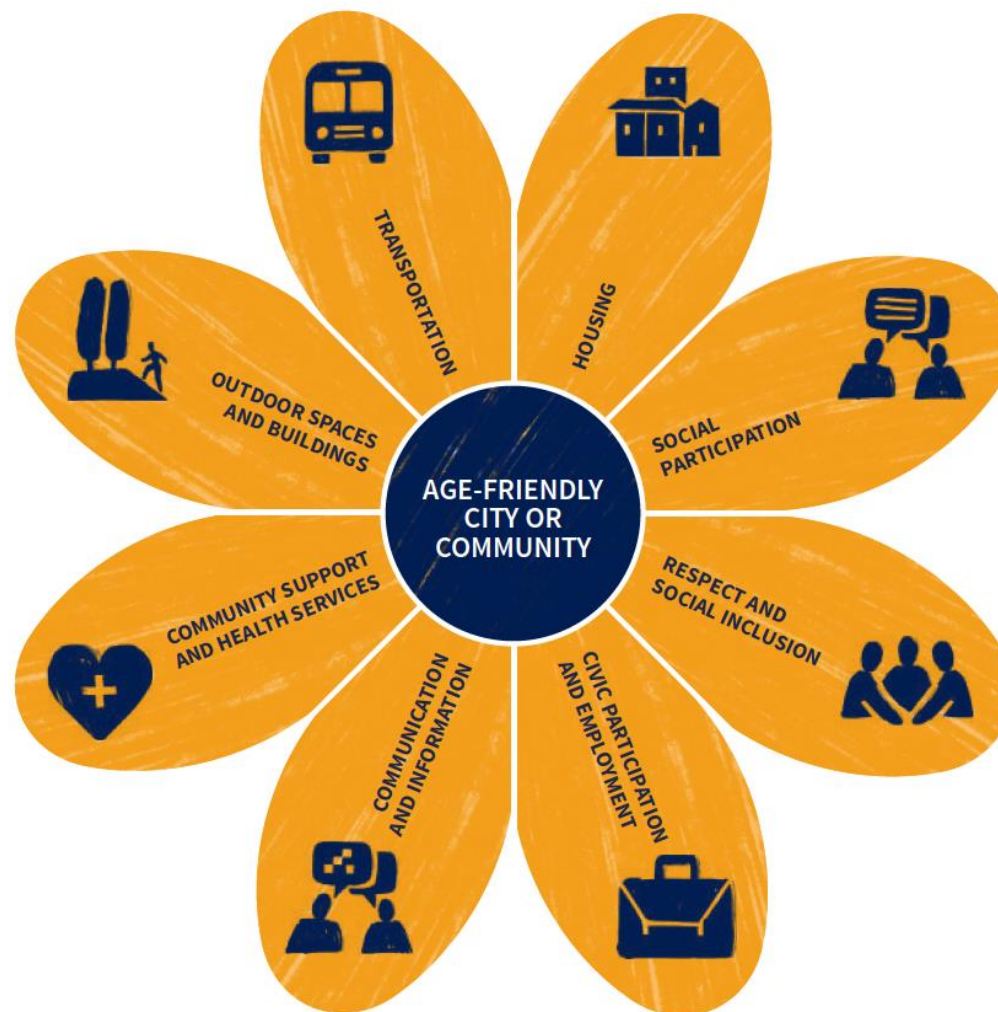 TRANSPORTATION
HOUSING
SOCIAL
PARTICIPATION
RESPECT AND
SOCIAL INCLUSION
CIVIC PARTICIPATION
AND EMPLOYMENT
COMMUNICATION
AND INFORMATION
COMMUNITY SUPPORT
AND HEALTH SERVICES
OUTDOOR SPACES
AND BUILDINGS
AGE-FRIENDLY
CITY OR
COMMUNITY